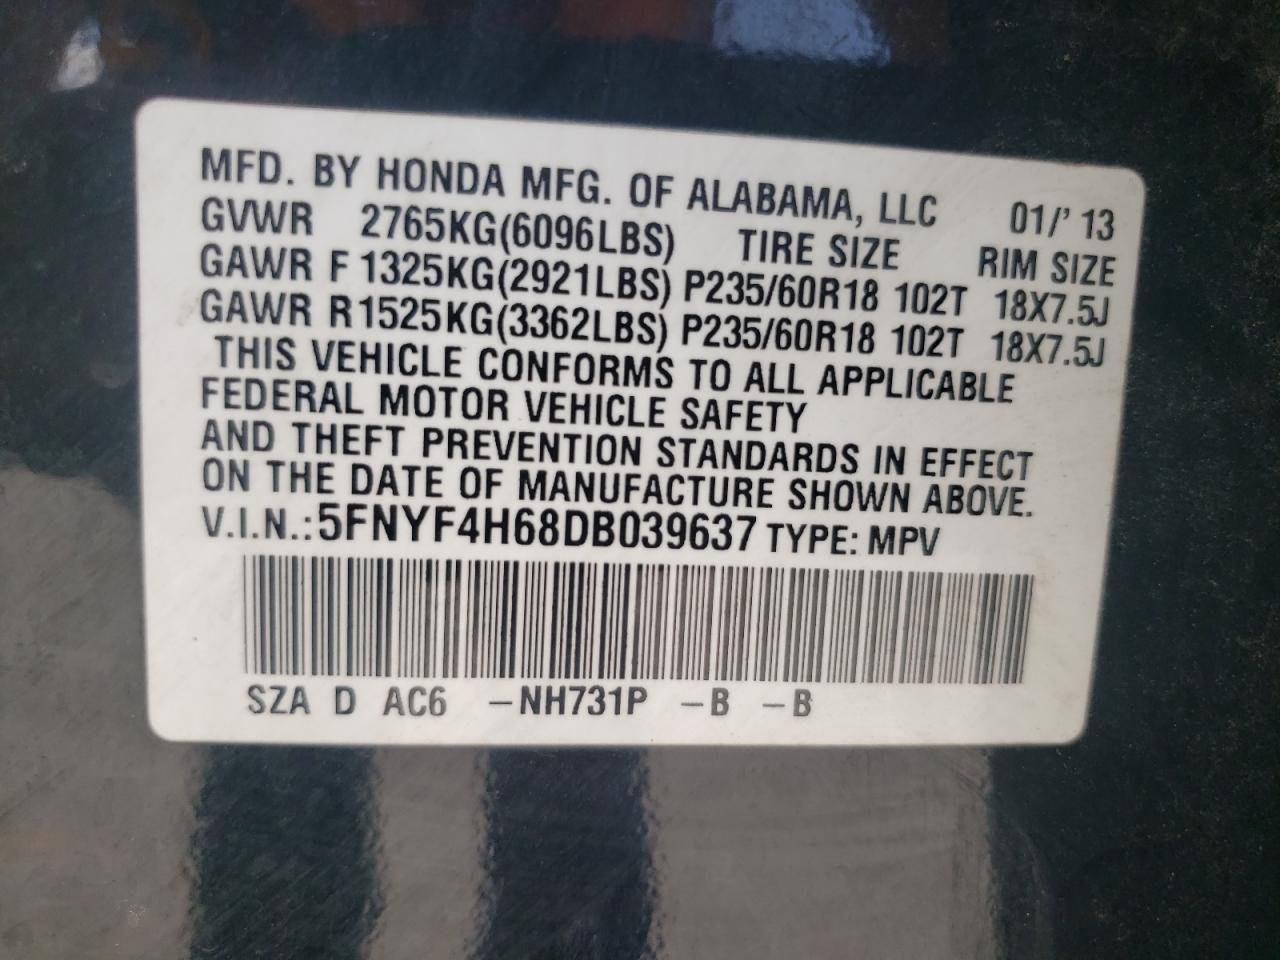 MFD. BY HONDA MFG. OF ALABAMA, LLC 01/' 13
GVWR 2765KG(6096LBS) TIRE SIZE RIM SIZE
GAWR F 1325KG(2921LBS) P235/60R18 102T 18X7.5J
GAWR R1525KG(3362LBS) P235/60R18 102T 18X7.5J
THIS VEHICLE CONFORMS TO ALL APPLICABLE
FEDERAL MOTOR VEHICLE SAFETY
AND THEFT PREVENTION STANDARDS IN EFFECT
ON THE DATE OF MANUFACTURE SHOWN ABOVE.
V.I.N.:5FNYF4H68DB039637 TYPE: MPV
SZA D AC6 –NH731P –B –B